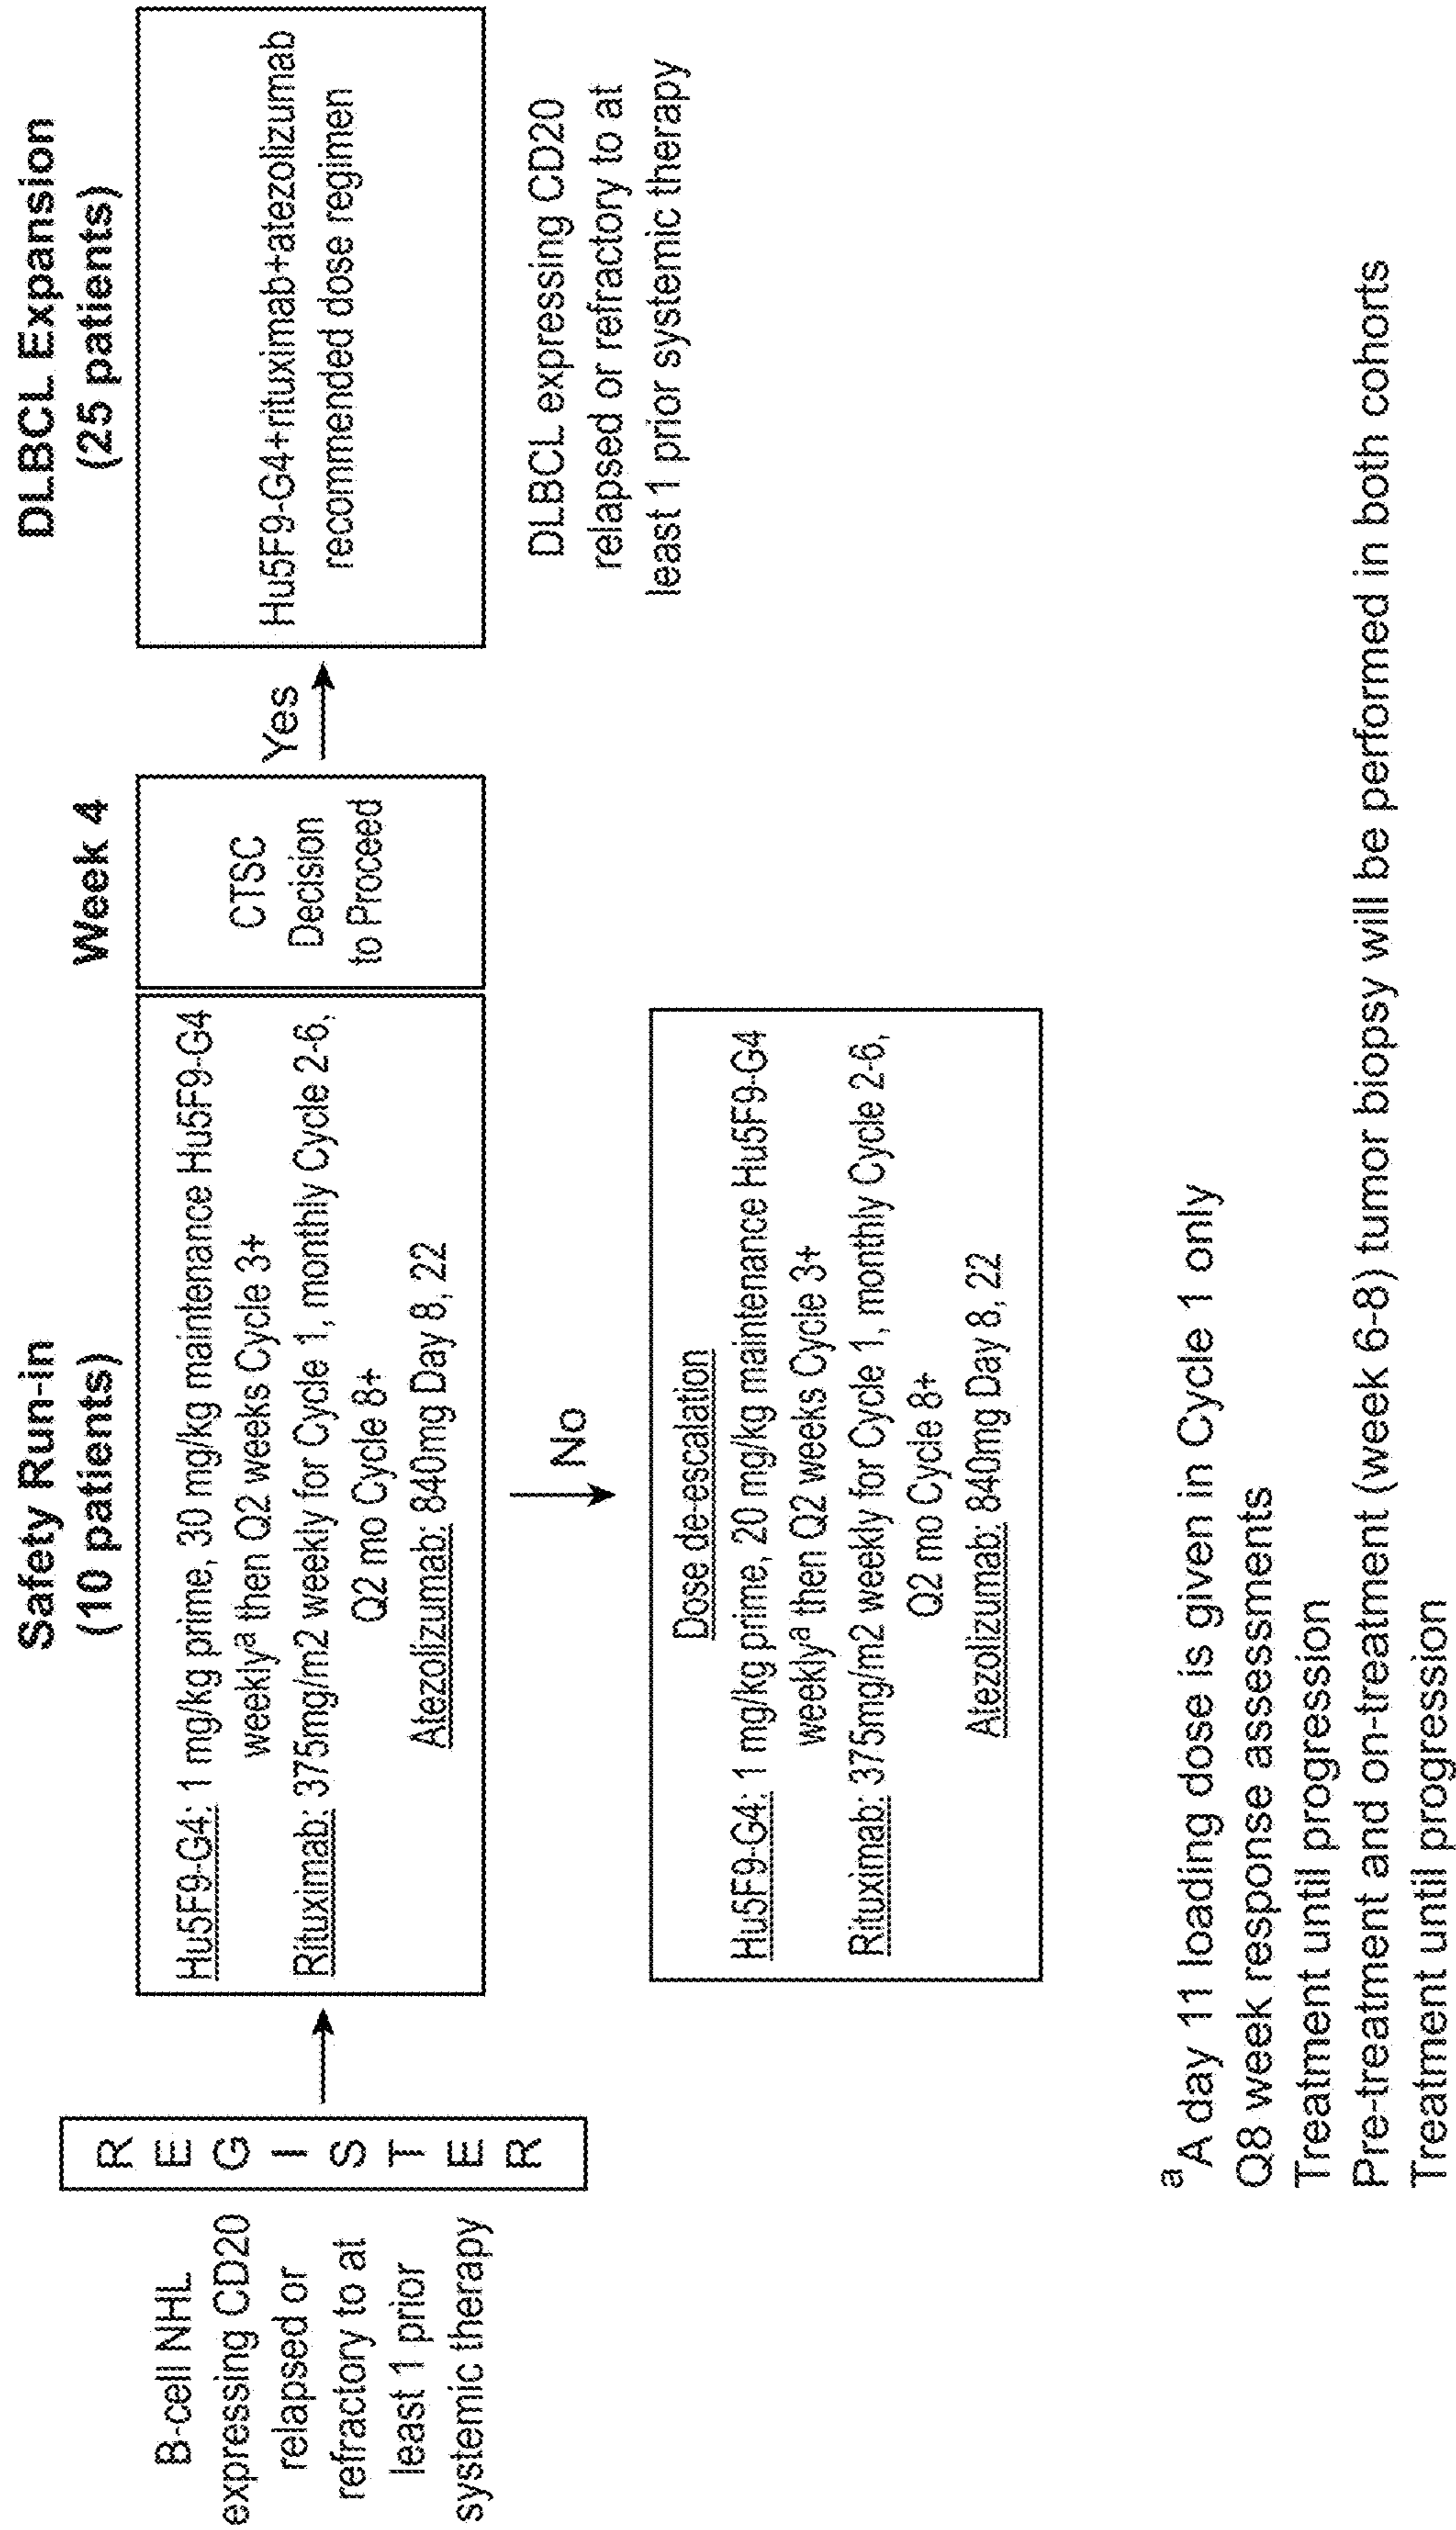 B-cell NHL
expressing CD20
relapsed or
refractory to at
least 1 prior
systemic therapy
R
E
G
I
S
T
E
R
Safety Run-in
(10 patients)
Hu5F9-G4: 1 mg/kg prime, 30 mg/kg maintenance Hu5F9-G4
weeklyᵃ then Q2 weeks Cycle 3+
Rituximab: 375mg/m2 weekly for Cycle 1, monthly Cycle 2-6,
Q2 mo Cycle 8+
Atezolizumab: 840mg Day 8, 22
Week 4
CTSC
Decision
to Proceed
Yes
DLBCL Expansion
(25 patients)
Hu5F9-G4+rituximab+atezolizumab
recommended dose regimen
DLBCL expressing CD20
relapsed or refractory to at
least 1 prior systemic therapy
No
Dose de-escalation
Hu5F9-G4: 1 mg/kg prime, 20 mg/kg maintenance Hu5F9-G4
weeklyᵃ then Q2 weeks Cycle 3+
Rituximab: 375mg/m2 weekly for Cycle 1, monthly Cycle 2-6,
Q2 mo Cycle 8+
Atezolizumab: 840mg Day 8, 22
ᵃA day 11 loading dose is given in Cycle 1 only
Q8 week response assessments
Treatment until progression
Pre-treatment and on-treatment (week 6-8) tumor biopsy will be performed in both cohorts
Treatment until progression